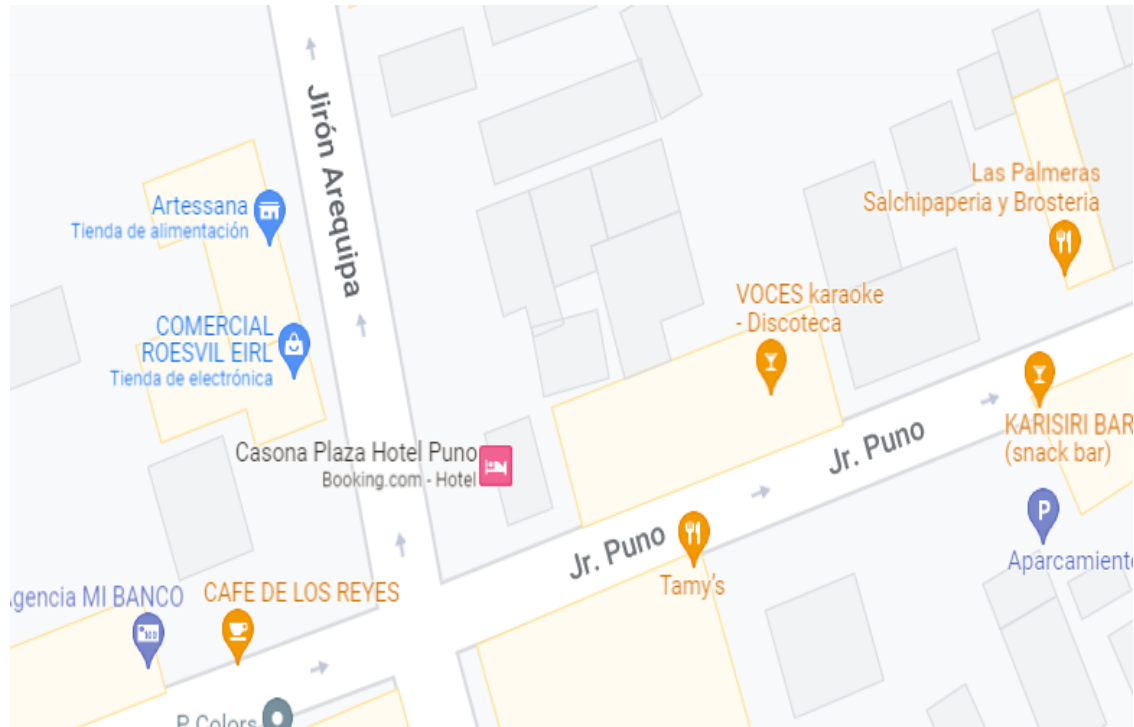 Jirón Arequipa
Artessana
Tienda de alimentación
Las Palmeras
Salchipaperia y Brosteria
VOCES karaoke
- Discoteca
COMERCIAL
ROESVIL EIRL
Tienda de electrónica
KARISIRI BAR
(snack bar)
Jr. Puno
Casona Plaza Hotel Puno
Booking.com - Hotel
P
Jr. Puno
Aparcamiento
Tamy's
Agencia MI BANCO
CAFE DE LOS REYES
P Colors